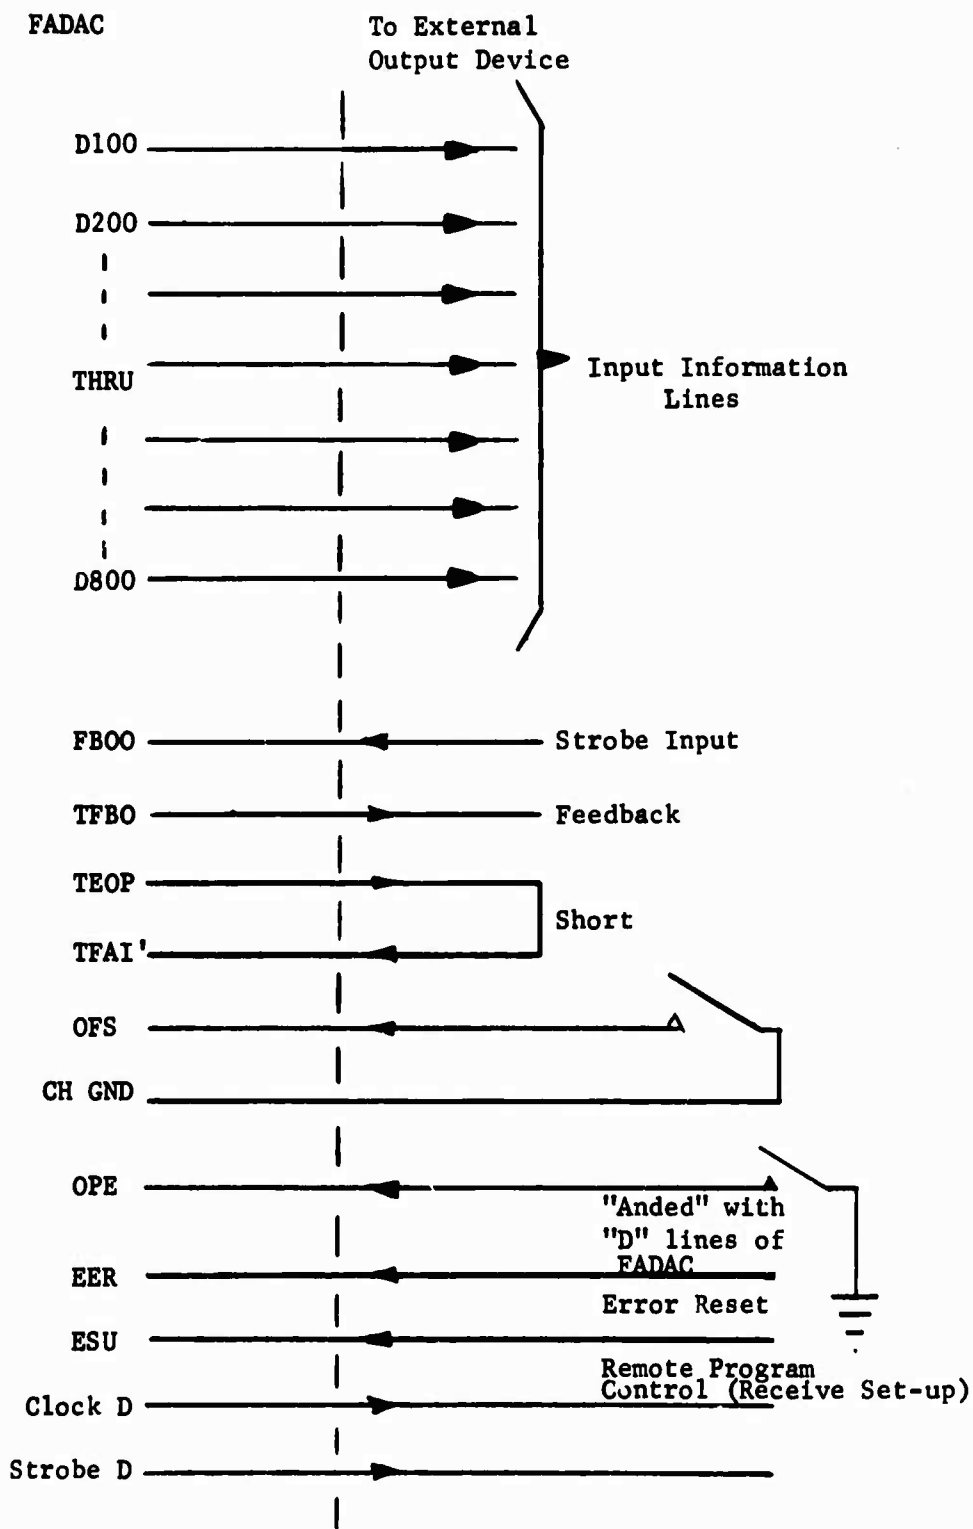 FADAC
To External
Output Device
D100
D200
THRU
Input Information
Lines
D800
FBOO
Strobe Input
TFBO
Feedback
TEOP
Short
TFAI'
OFS
CH GND
OPE
"Anded" with
"D" lines of
FADAC
EER
Error Reset
ESU
Remote Program
Control (Receive Set-up)
Clock D
Strobe D